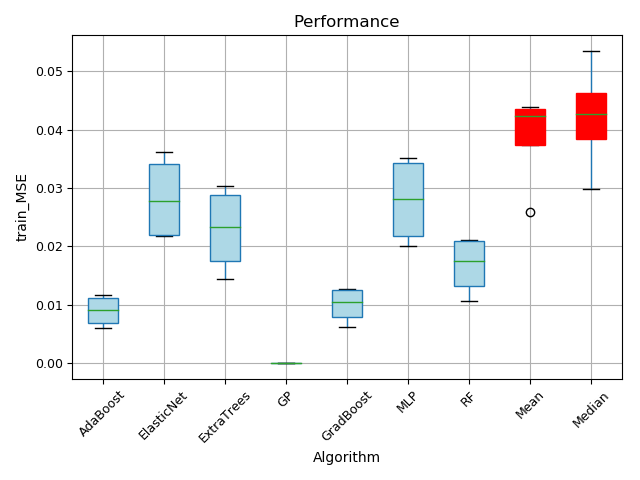 Performance
train_MSE
0.05
0.04
0.03
0.02
0.01
0.00
AdaBoost
ElasticNet
ExtraTrees
GP
GradBoost
MLP
RF
Mean
Median
Algorithm